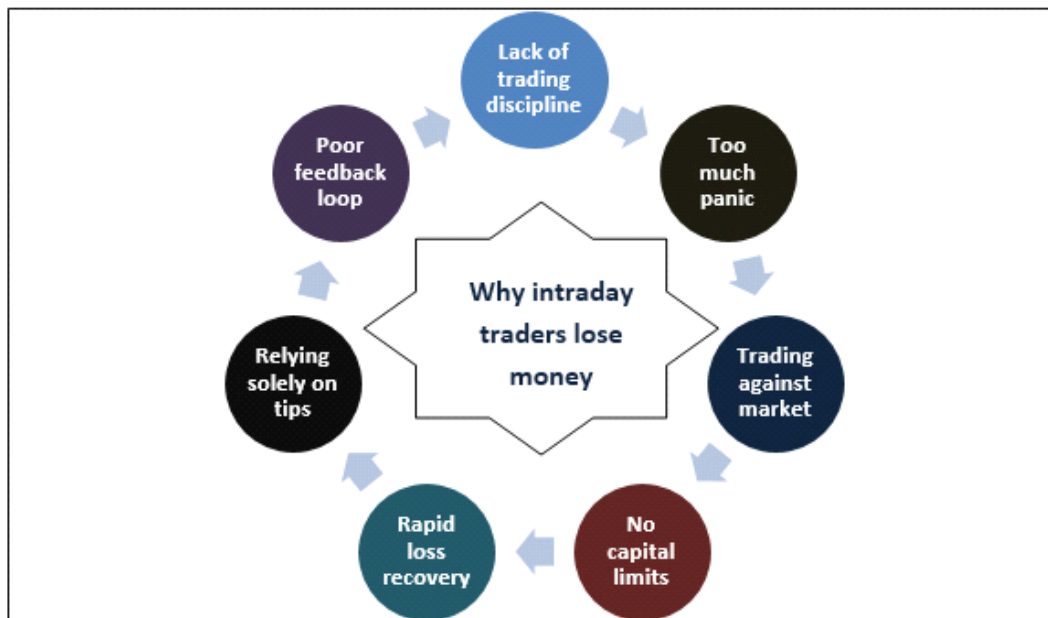 Lack of
trading
discipline
Too
much
panic
Trading
against
market
No
capital
limits
Rapid
loss
recovery
Relying
solely on
tips
Poor
feedback
loop
Why intraday
traders lose
money